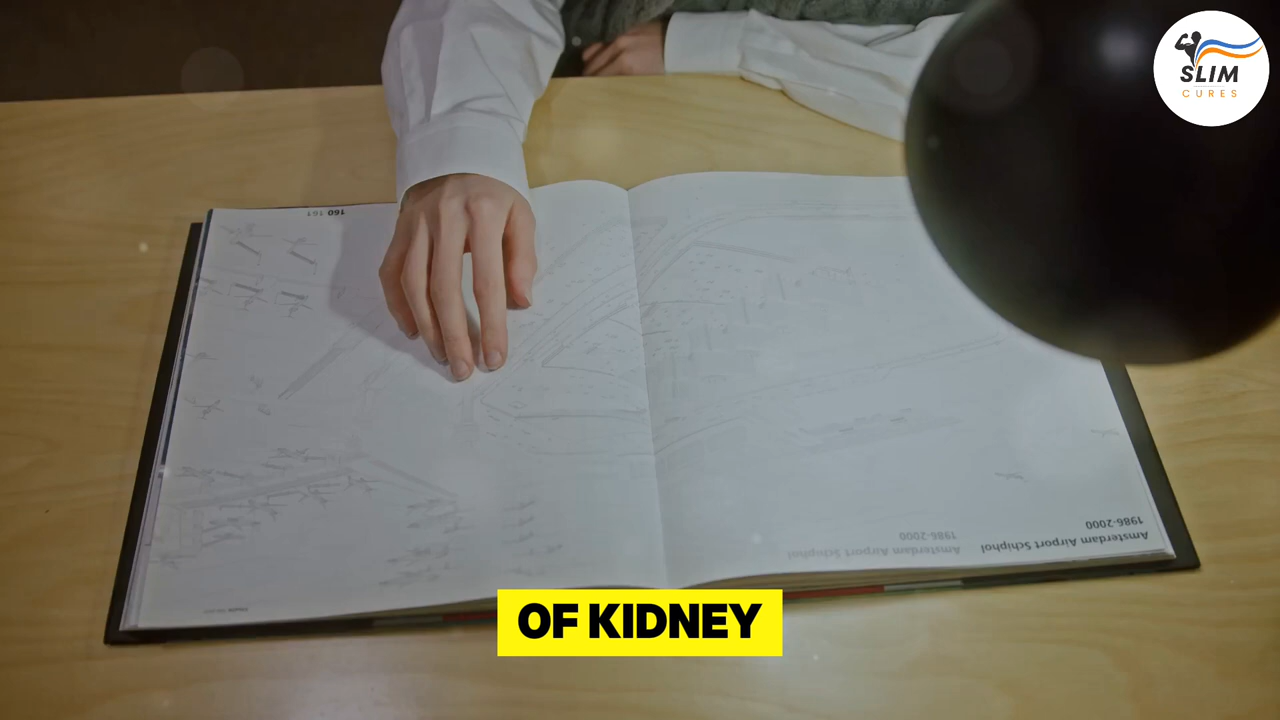 SLIM
CURES
160 161
1986-2000
Amsterdam Airport Schiphol
1986-2000
Amsterdam Airport Schiphol
OF KIDNEY